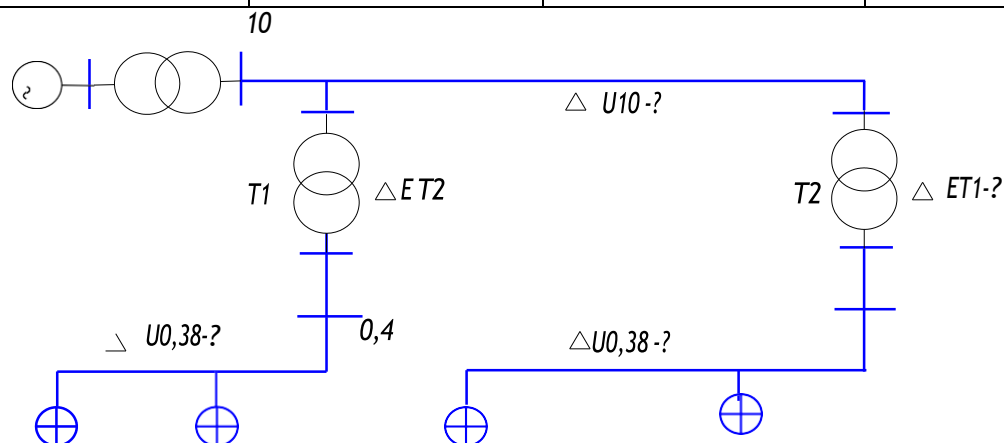 10
~
△ U10 -?
T1
△ E T2
T2
△ ET1-?
U0,38-?
0,4
△U0,38 -?